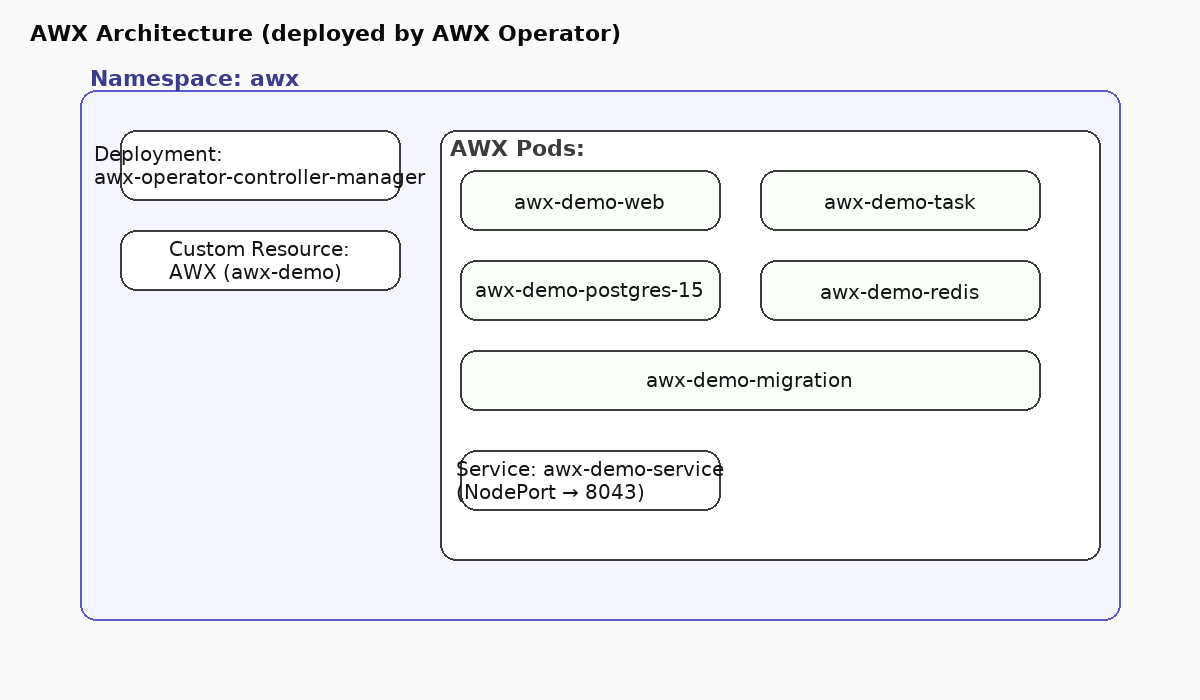 AWX Architecture (deployed by AWX Operator)
Namespace: awx
Deployment:
awx-operator-controller-manager
Custom Resource:
AWX (awx-demo)
AWX Pods:
awx-demo-web
awx-demo-task
awx-demo-postgres-15
awx-demo-redis
awx-demo-migration
Service: awx-demo-service
(NodePort → 8043)